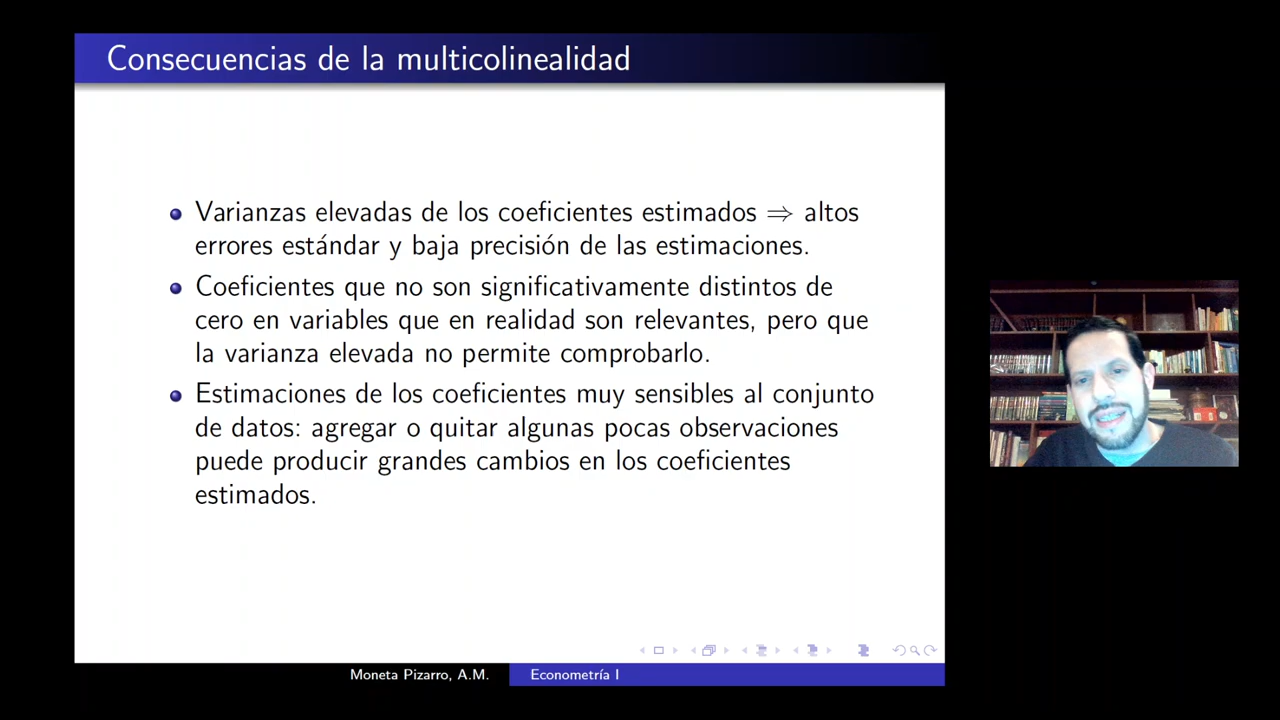 Consecuencias de la multicolinealidad
Varianzas elevadas de los coeficientes estimados ⇒ altos
errores estándar y baja precisión de las estimaciones.
Coeficientes que no son significativamente distintos de
cero en variables que en realidad son relevantes, pero que
la varianza elevada no permite comprobarlo.
Estimaciones de los coeficientes muy sensibles al conjunto
de datos: agregar o quitar algunas pocas observaciones
puede producir grandes cambios en los coeficientes
estimados.
Moneta Pizarro, A.M. Econometría I